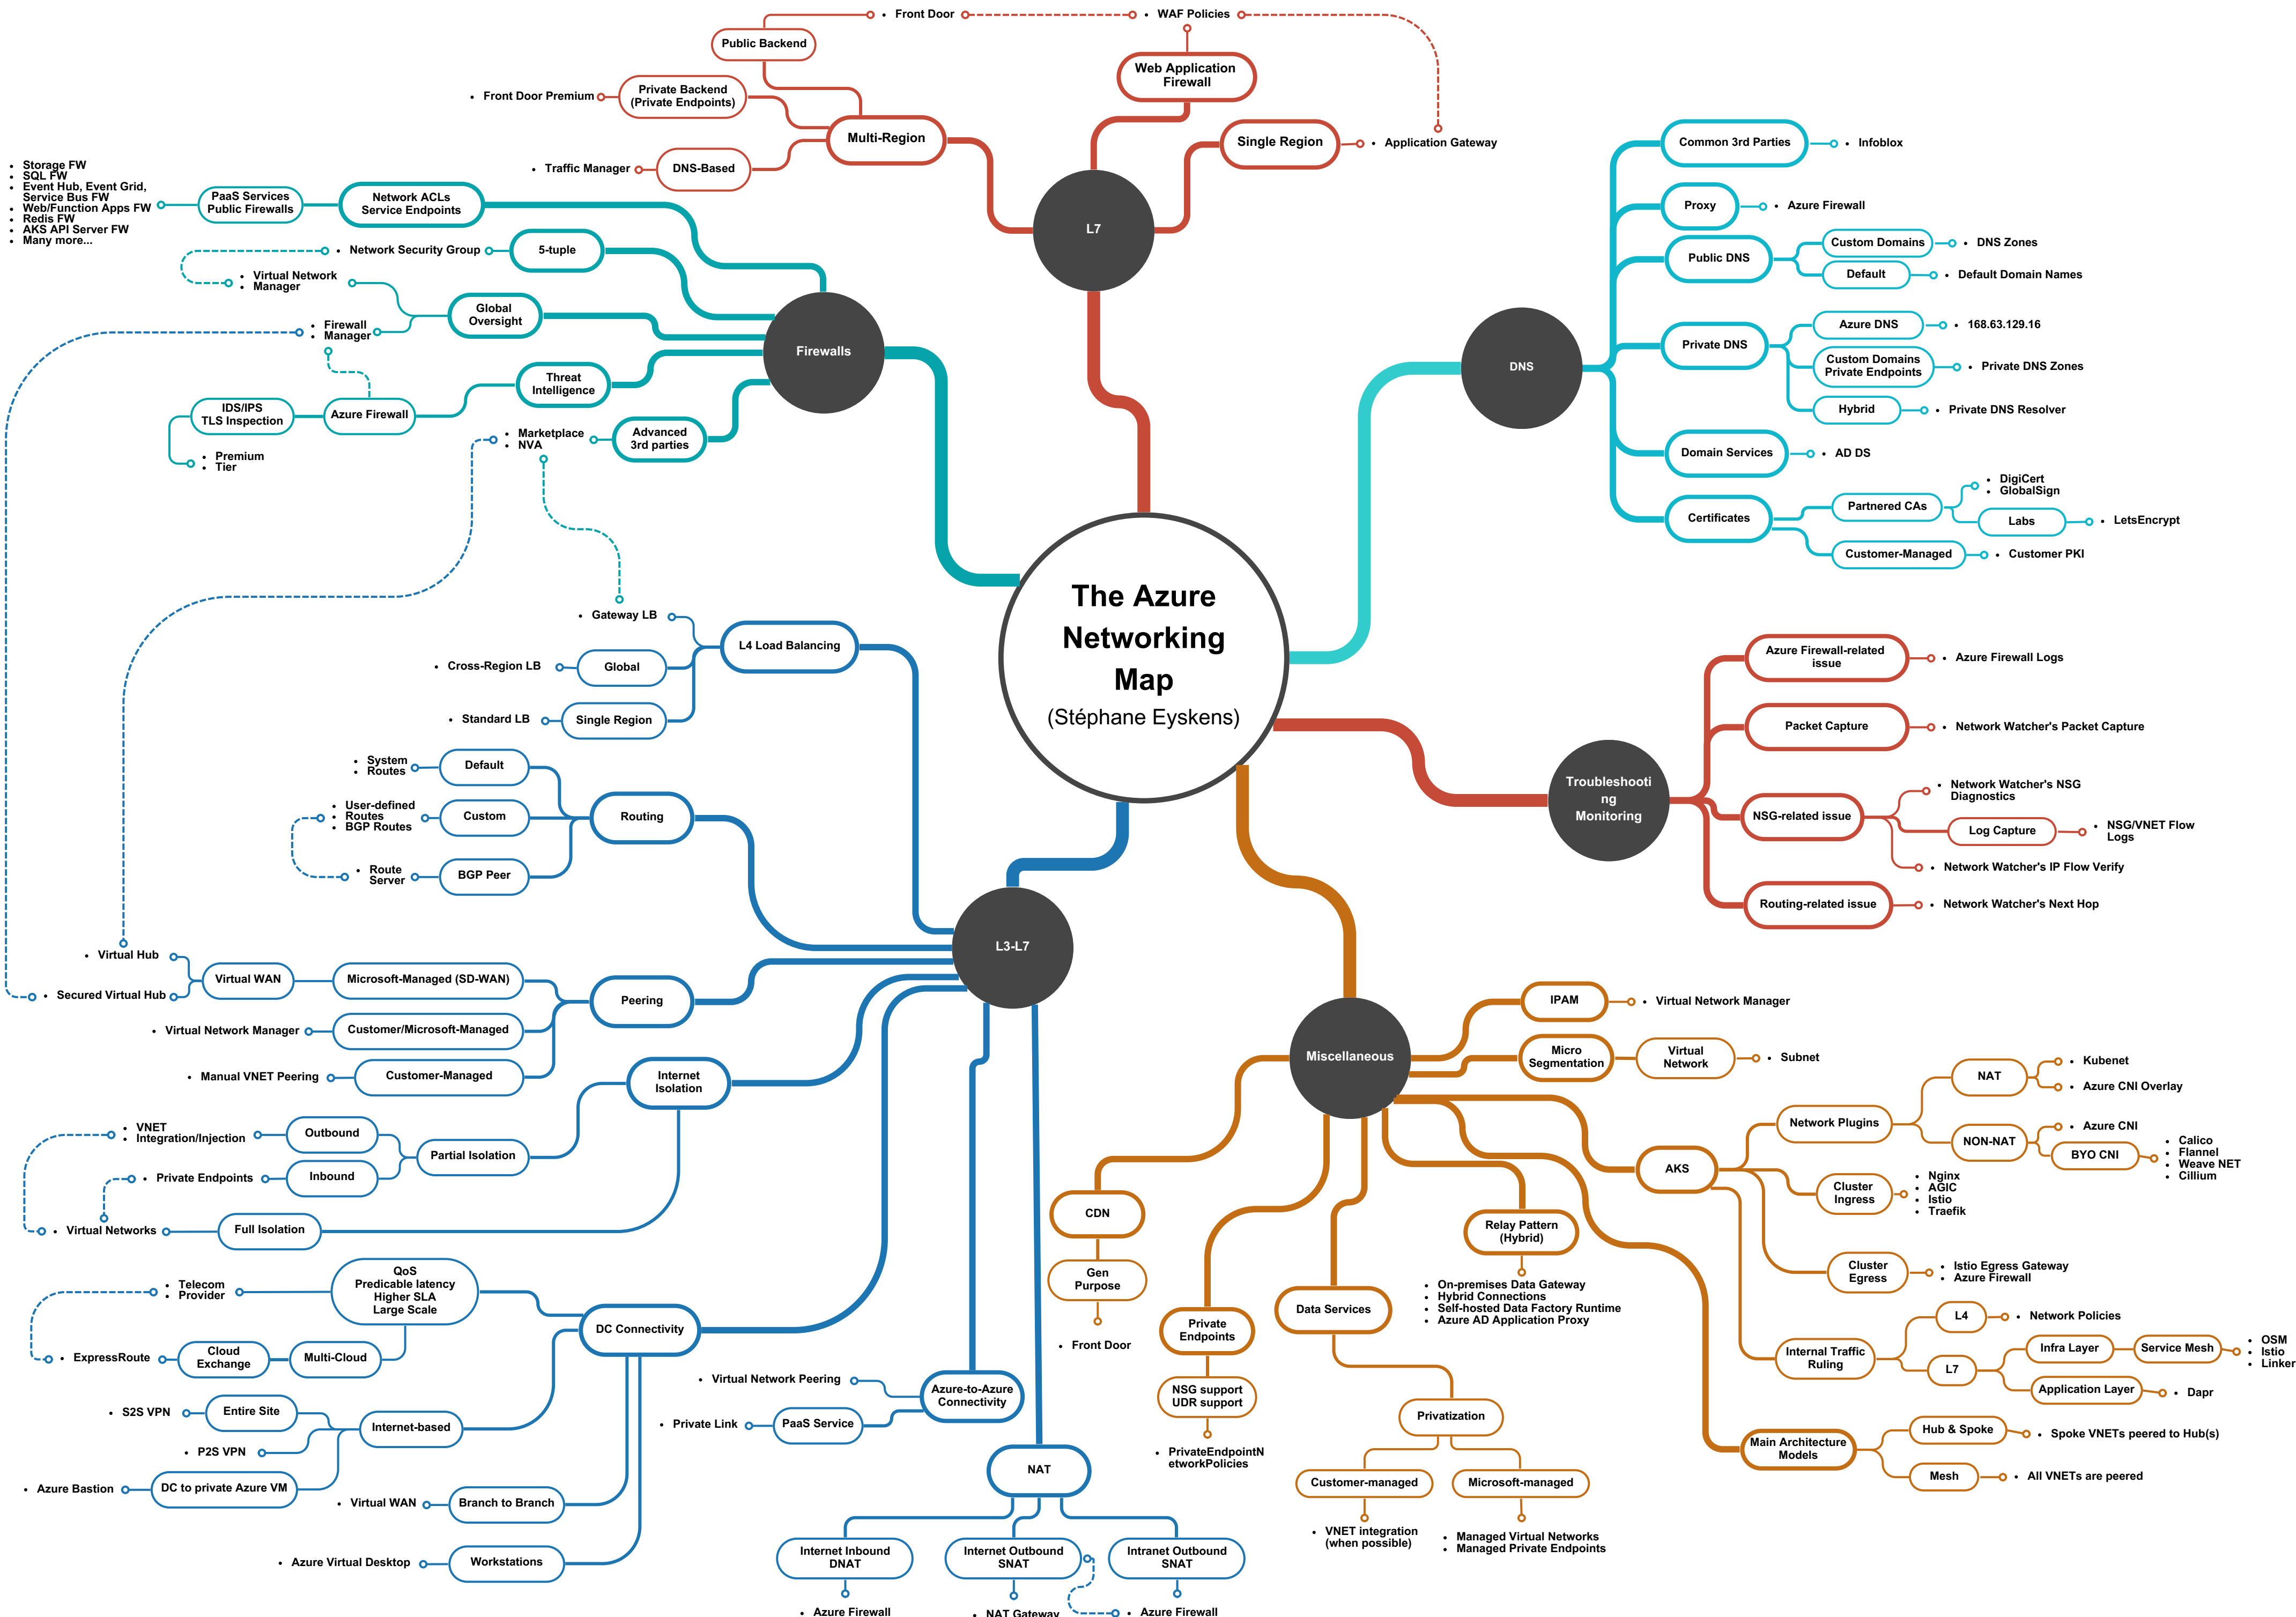 The Azure
Networking
Map
(Stéphane Eyskens)
L7
Multi-Region
Public Backend
Front Door
WAF Policies
Web Application
Firewall
Private Backend
(Private Endpoints)
Front Door Premium
DNS-Based
Traffic Manager
Single Region
Application Gateway
Firewalls
Network ACLs
Service Endpoints
PaaS Services
Public Firewalls
Storage FW
SQL FW
Event Hub, Event Grid,
Service Bus FW
Web/Function Apps FW
Redis FW
AKS API Server FW
Many more...
5-tuple
Network Security Group
Global
Oversight
Virtual Network
Manager
Firewall
Manager
Threat
Intelligence
Azure Firewall
IDS/IPS
TLS Inspection
Premium
Tier
Advanced
3rd parties
Marketplace
NVA
DNS
Common 3rd Parties
Infoblox
Proxy
Azure Firewall
Public DNS
Custom Domains
DNS Zones
Default
Default Domain Names
Private DNS
Azure DNS
168.63.129.16
Custom Domains
Private Endpoints
Private DNS Zones
Hybrid
Private DNS Resolver
Domain Services
AD DS
Certificates
Partnered CAs
DigiCert
GlobalSign
Labs
LetsEncrypt
Customer-Managed
Customer PKI
Troubleshooti
ng
Monitoring
Azure Firewall-related
issue
Azure Firewall Logs
Packet Capture
Network Watcher's Packet Capture
NSG-related issue
Network Watcher's NSG
Diagnostics
Log Capture
NSG/VNET Flow
Logs
Network Watcher's IP Flow Verify
Routing-related issue
Network Watcher's Next Hop
L3-L7
L4 Load Balancing
Gateway LB
Global
Cross-Region LB
Single Region
Standard LB
Routing
Default
System
Routes
Custom
User-defined
Routes
BGP Routes
BGP Peer
Route
Server
Peering
Microsoft-Managed (SD-WAN)
Virtual WAN
Virtual Hub
Secured Virtual Hub
Customer/Microsoft-Managed
Virtual Network Manager
Customer-Managed
Manual VNET Peering
Internet
Isolation
Partial Isolation
Outbound
VNET
Integration/Injection
Inbound
Private Endpoints
Full Isolation
Virtual Networks
DC Connectivity
QoS
Predicable latency
Higher SLA
Large Scale
Telecom
Provider
Multi-Cloud
Cloud
Exchange
ExpressRoute
Internet-based
Entire Site
S2S VPN
P2S VPN
DC to private Azure VM
Azure Bastion
Branch to Branch
Virtual WAN
Workstations
Azure Virtual Desktop
Azure-to-Azure
Connectivity
Virtual Network Peering
PaaS Service
Private Link
NAT
Internet Inbound
DNAT
Azure Firewall
Internet Outbound
SNAT
NAT Gateway
Intranet Outbound
SNAT
Azure Firewall
Miscellaneous
IPAM
Virtual Network Manager
Micro
Segmentation
Virtual
Network
Subnet
AKS
Network Plugins
NAT
Kubenet
Azure CNI Overlay
NON-NAT
Azure CNI
BYO CNI
Calico
Flannel
Weave NET
Cillium
Cluster
Ingress
Nginx
AGIC
Istio
Traefik
Cluster
Egress
Istio Egress Gateway
Azure Firewall
Internal Traffic
Ruling
L4
Network Policies
L7
Infra Layer
Service Mesh
OSM
Istio
Linker
Application Layer
Dapr
Main Architecture
Models
Hub & Spoke
Spoke VNETs peered to Hub(s)
Mesh
All VNETs are peered
CDN
Gen
Purpose
Front Door
Private
Endpoints
NSG support
UDR support
PrivateEndpointN
etworkPolicies
Data Services
Privatization
Customer-managed
VNET integration
(when possible)
Microsoft-managed
Managed Virtual Networks
Managed Private Endpoints
Relay Pattern
(Hybrid)
On-premises Data Gateway
Hybrid Connections
Self-hosted Data Factory Runtime
Azure AD Application Proxy